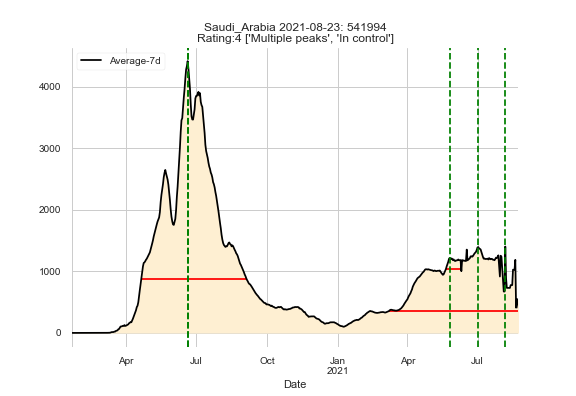 Saudi_Arabia 2021-08-23: 541994
Rating:4 ['Multiple peaks', 'In control']
Average-7d
4000
3000
2000
1000
0
Apr Jul Oct Jan Apr Jul
2021
Date